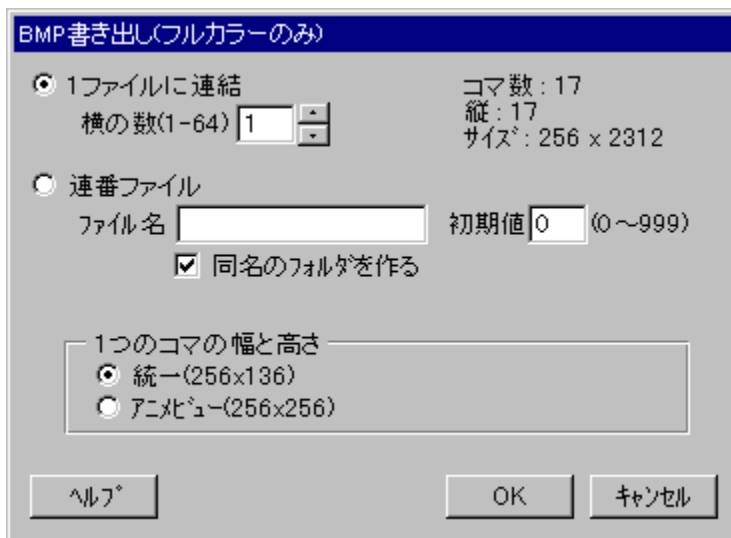 BMP書き出し(フルカラーのみ)
1ファイルに連結
横の数(1-64) 1
コマ数 : 17
縦 : 17
ｻｲｽﾞ : 256 x 2312
連番ファイル
ﾌｧｲﾙ名
初期値 0 (0～999)
同名のﾌｫﾙﾀﾞを作る
1つのコマの幅と高さ
統一(256x136)
ｱﾆﾒﾋﾞｭｰ(256x256)
ﾍﾙﾌﾟ
OK
ｷｬﾝｾﾙ